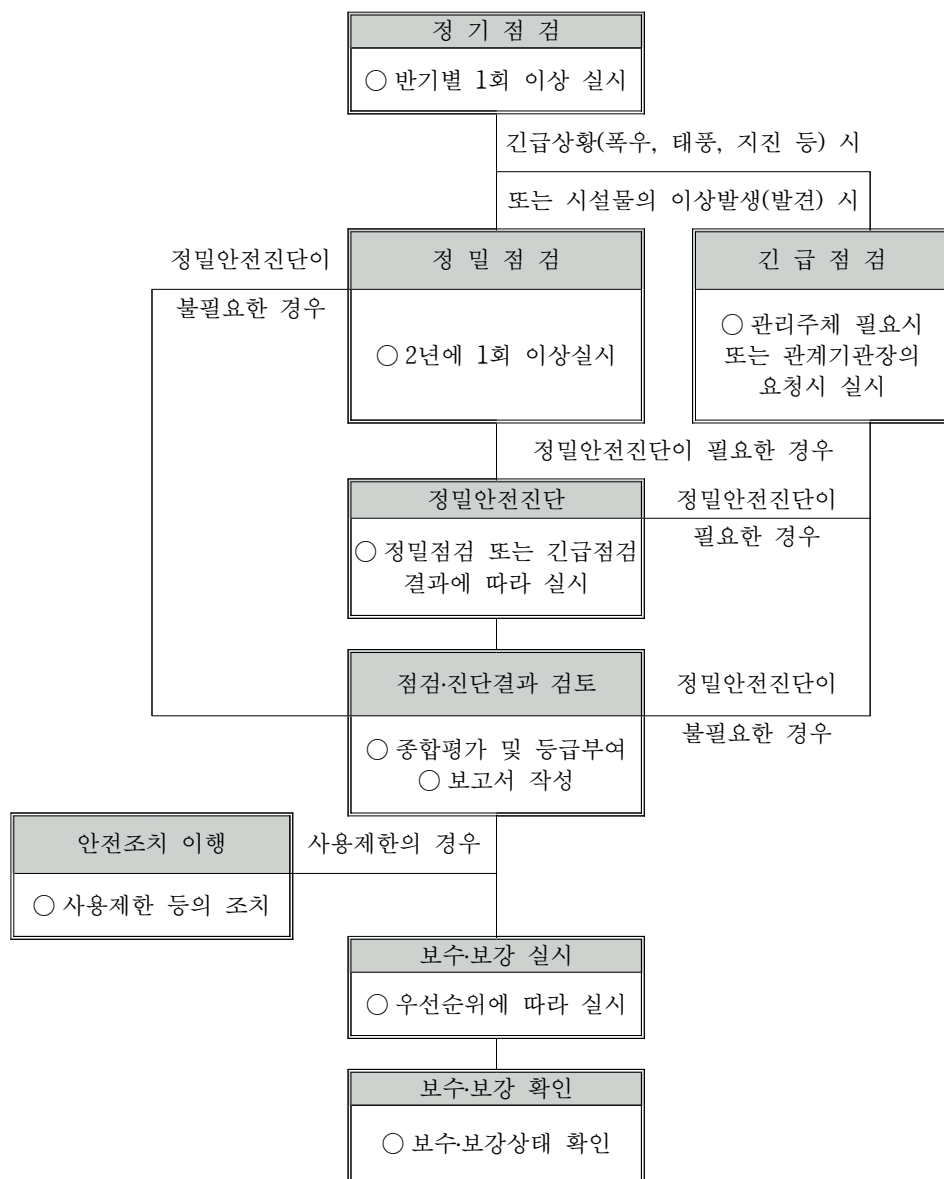 정 기 점 검
○ 반기별 1회 이상 실시
긴급상황(폭우, 태풍, 지진 등) 시
또는 시설물의 이상발생(발견) 시
정밀안전진단이
불필요한 경우
정 밀 점 검
○ 2년에 1회 이상실시
긴 급 점 검
○ 관리주체 필요시
또는 관계기관장의
요청시 실시
정밀안전진단이 필요한 경우
정밀안전진단
○ 정밀점검 또는 긴급점검
결과에 따라 실시
정밀안전진단이
필요한 경우
점검·진단결과 검토
○ 종합평가 및 등급부여
○ 보고서 작성
정밀안전진단이
불필요한 경우
안전조치 이행
○ 사용제한 등의 조치
사용제한의 경우
보수·보강 실시
○ 우선순위에 따라 실시
보수·보강 확인
○ 보수·보강상태 확인